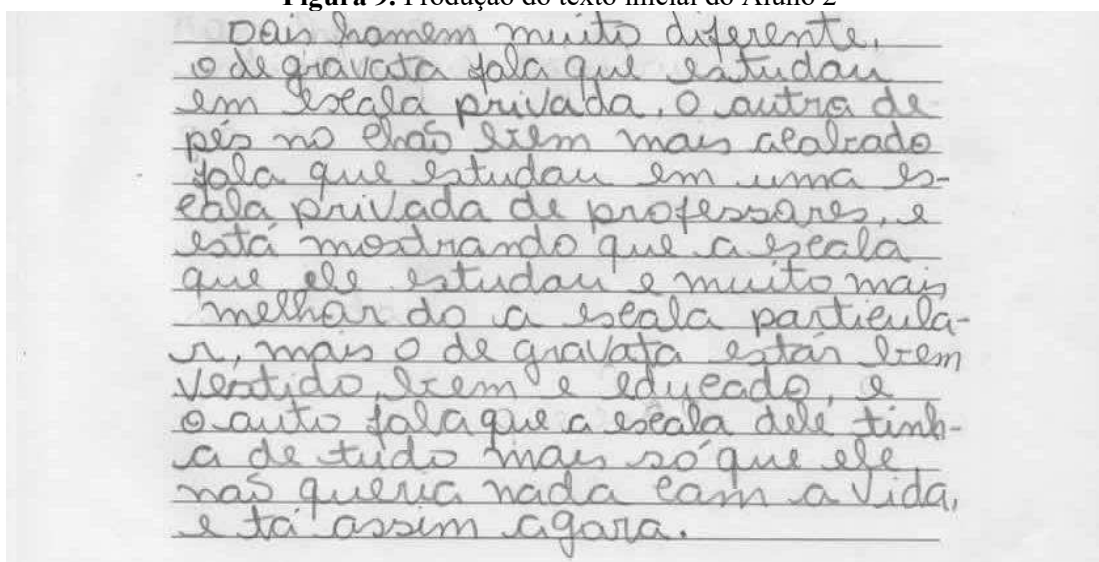 Figura 9. Produção do texto inicial do Aluno 2
Dois homem muito diferente,
o de gravata fala que estudou
em escola privada, o outro de
pés no chaõ bem mais acalcado
fala que estudou em uma es-
cola privada de professores, e
está mostrando que a escola
que ele estudou e muito mais
melhor do a escola particula-
r, mais o de gravata estár bem
vestido, bem e educado, e
o outo fala que a escola dele tinh-
a de tudo mais só que ele
naõ queria nada com a vida,
e tá assim agora.